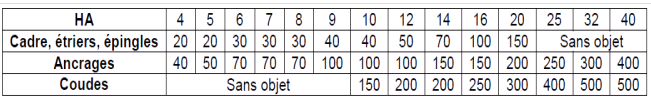 HA 4 5 6 7 8 9 10 12 14 16 20 25 32 40
Cadre, étriers, épingles 20 20 30 30 30 40 40 50 70 100 150 Sans objet
Ancrages 40 50 70 70 70 100 100 100 150 150 200 250 300 400
Coudes Sans objet 150 200 200 250 300 400 500 500